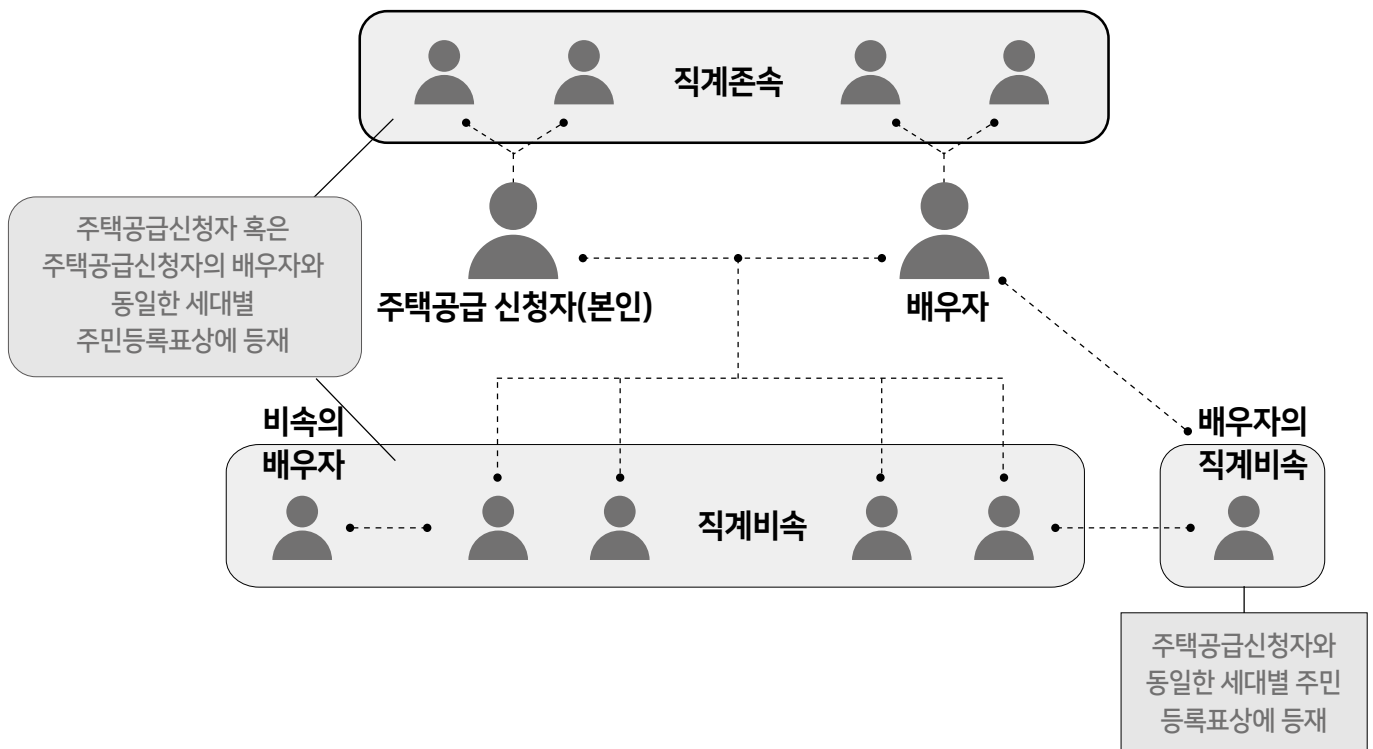 직계존속
주택공급신청자 혹은
주택공급신청자의 배우자와
동일한 세대별
주민등록표상에 등재
주택공급 신청자(본인)
배우자
비속의
배우자
직계비속
배우자의
직계비속
주택공급신청자와
동일한 세대별 주민
등록표상에 등재